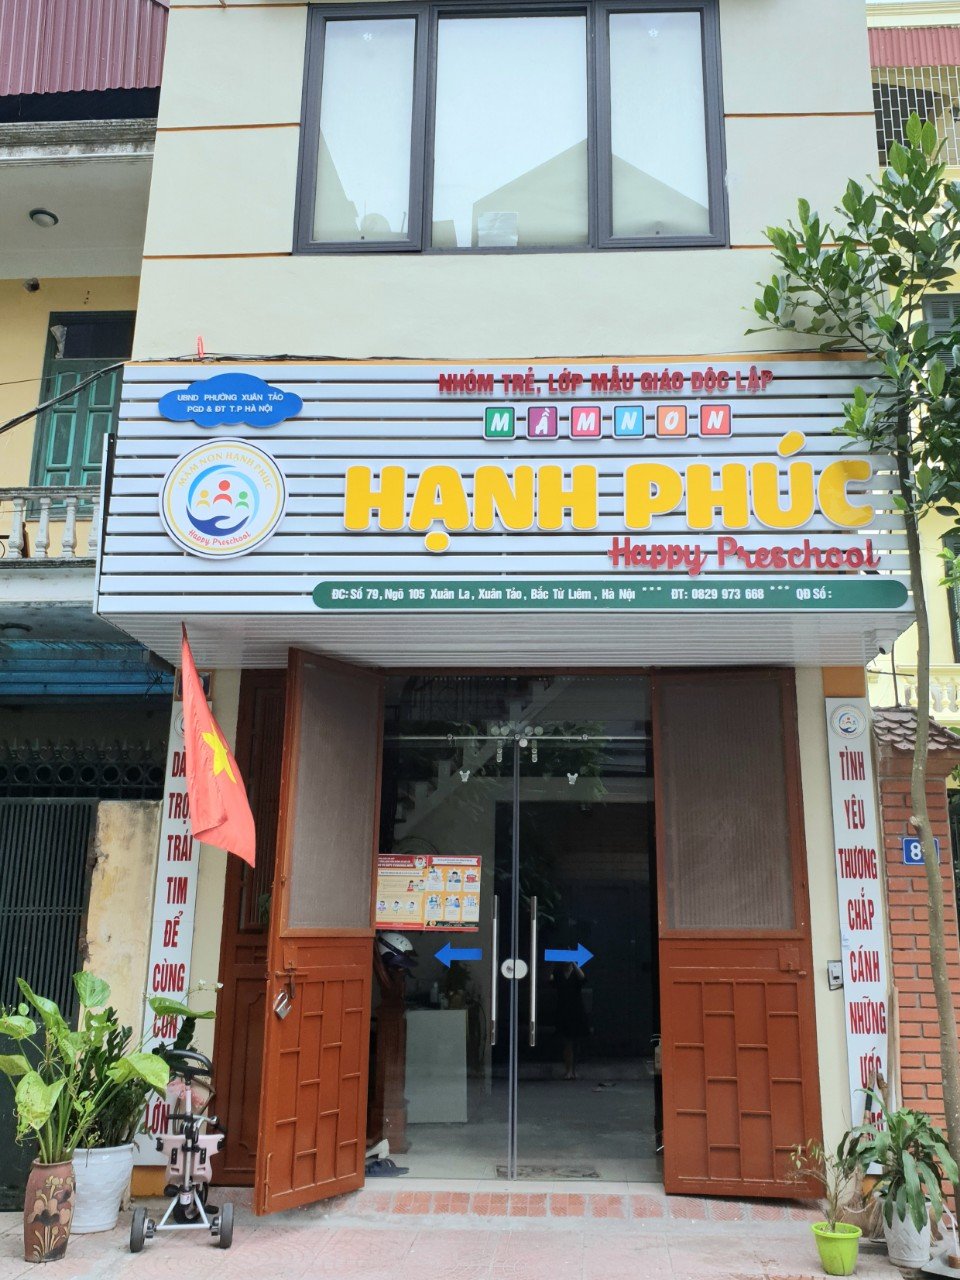 UBND PHƯỜNG XUÂN TẢO
PGD & ĐT T.P HÀ NỘI
NHÓM TRẺ, LỚP MẪU GIÁO ĐỘC LẬP
MẦM NON
MẦM NON HẠNH PHÚC
Happy Preschool
HẠNH PHÚC
Happy Preschool
ĐC: Số 79, Ngõ 105 Xuân La, Xuân Tảo, Bắc Từ Liêm, Hà Nội *** ĐT: 0829 973 668 *** QĐ Số:
TRỌN
TRÁI
TIM
ĐỂ
CÙNG
CON
LỚN
TÌNH
YÊU
THƯƠNG
CHẮP
CÁNH
NHỮNG
ƯỚC
8